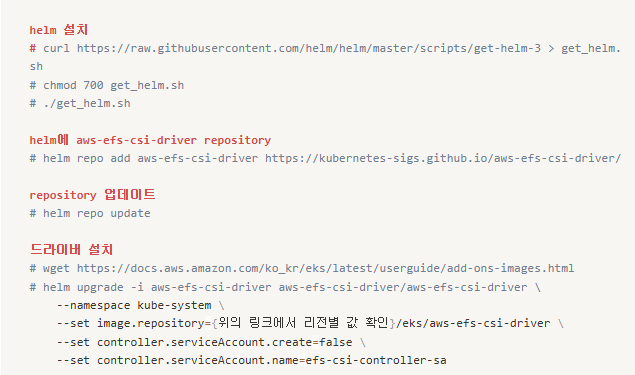 helm 설치
# curl https://raw.githubusercontent.com/helm/helm/master/scripts/get-helm-3 > get_helm.
sh
# chmod 700 get_helm.sh
# ./get_helm.sh
helm에 aws-efs-csi-driver repository
# helm repo add aws-efs-csi-driver https://kubernetes-sigs.github.io/aws-efs-csi-driver/
repository 업데이트
# helm repo update
드라이버 설치
# wget https://docs.aws.amazon.com/ko_kr/eks/latest/userguide/add-ons-images.html
# helm upgrade -i aws-efs-csi-driver aws-efs-csi-driver/aws-efs-csi-driver \
--namespace kube-system \
--set image.repository={위의 링크에서 리전별 값 확인}/eks/aws-efs-csi-driver \
--set controller.serviceAccount.create=false \
--set controller.serviceAccount.name=efs-csi-controller-sa